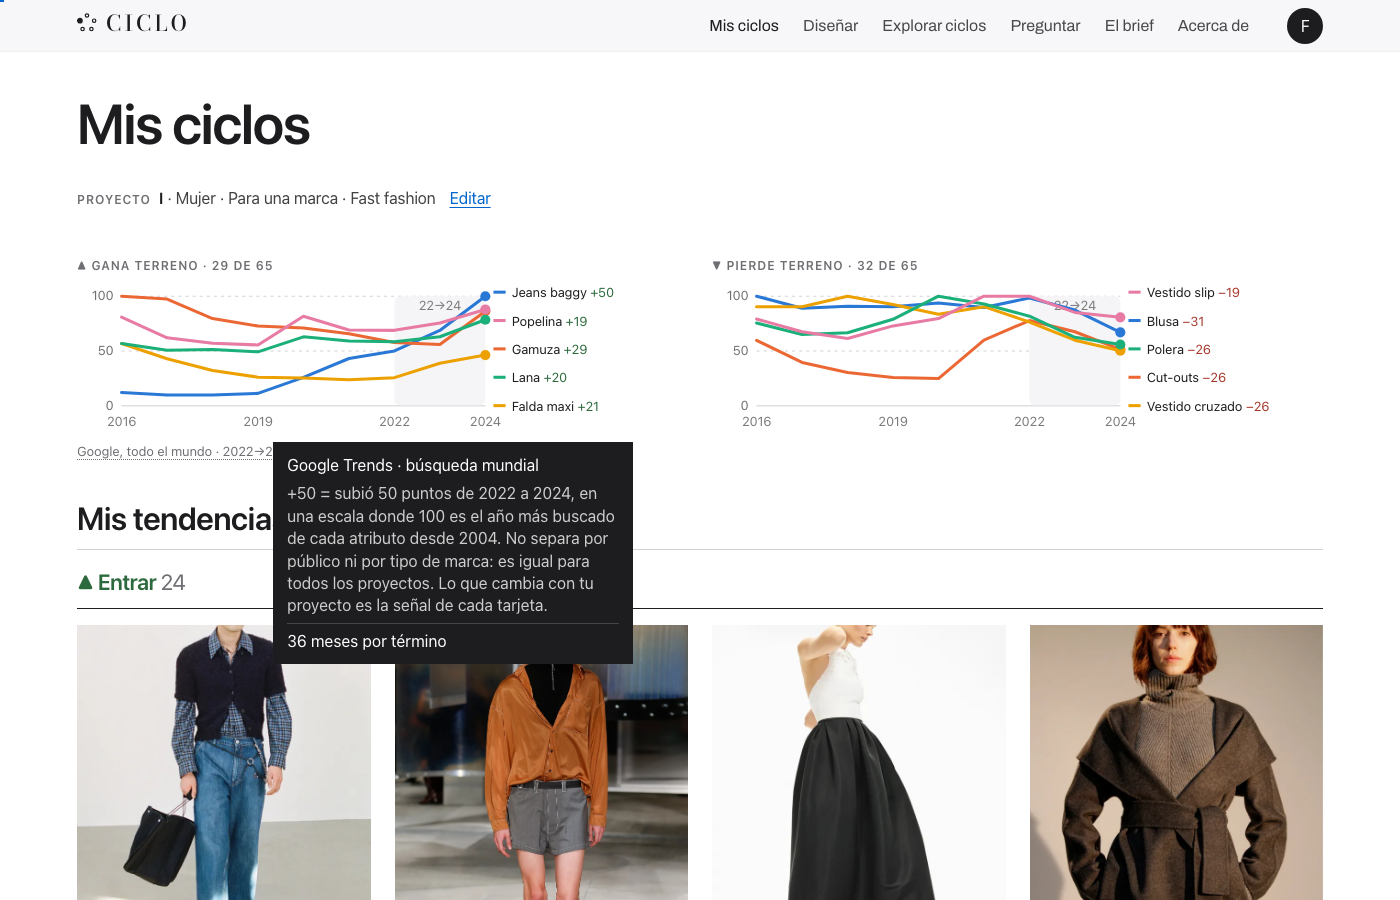 CICLO
Mis ciclos Diseñar Explorar ciclos Preguntar El brief Acerca de F
Mis ciclos
PROYECTO I · Mujer · Para una marca · Fast fashion Editar
▲ GANA TERRENO · 29 DE 65
100
50
0
2016
2019
2022
2024
22→24
Jeans baggy +50
Popelina +19
Gamuza +29
Lana +20
Falda maxi +21
▼ PIERDE TERRENO · 32 DE 65
100
50
0
2016
2019
2022
2024
22→24
Vestido slip −19
Blusa −31
Polera −26
Cut-outs −26
Vestido cruzado −26
Google, todo el mundo · 2022→2
Google Trends · búsqueda mundial
+50 = subió 50 puntos de 2022 a 2024, en
una escala donde 100 es el año más buscado
de cada atributo desde 2004. No separa por
público ni por tipo de marca: es igual para
todos los proyectos. Lo que cambia con tu
proyecto es la señal de cada tarjeta.
36 meses por término
Mis tendencia
▲ Entrar 24